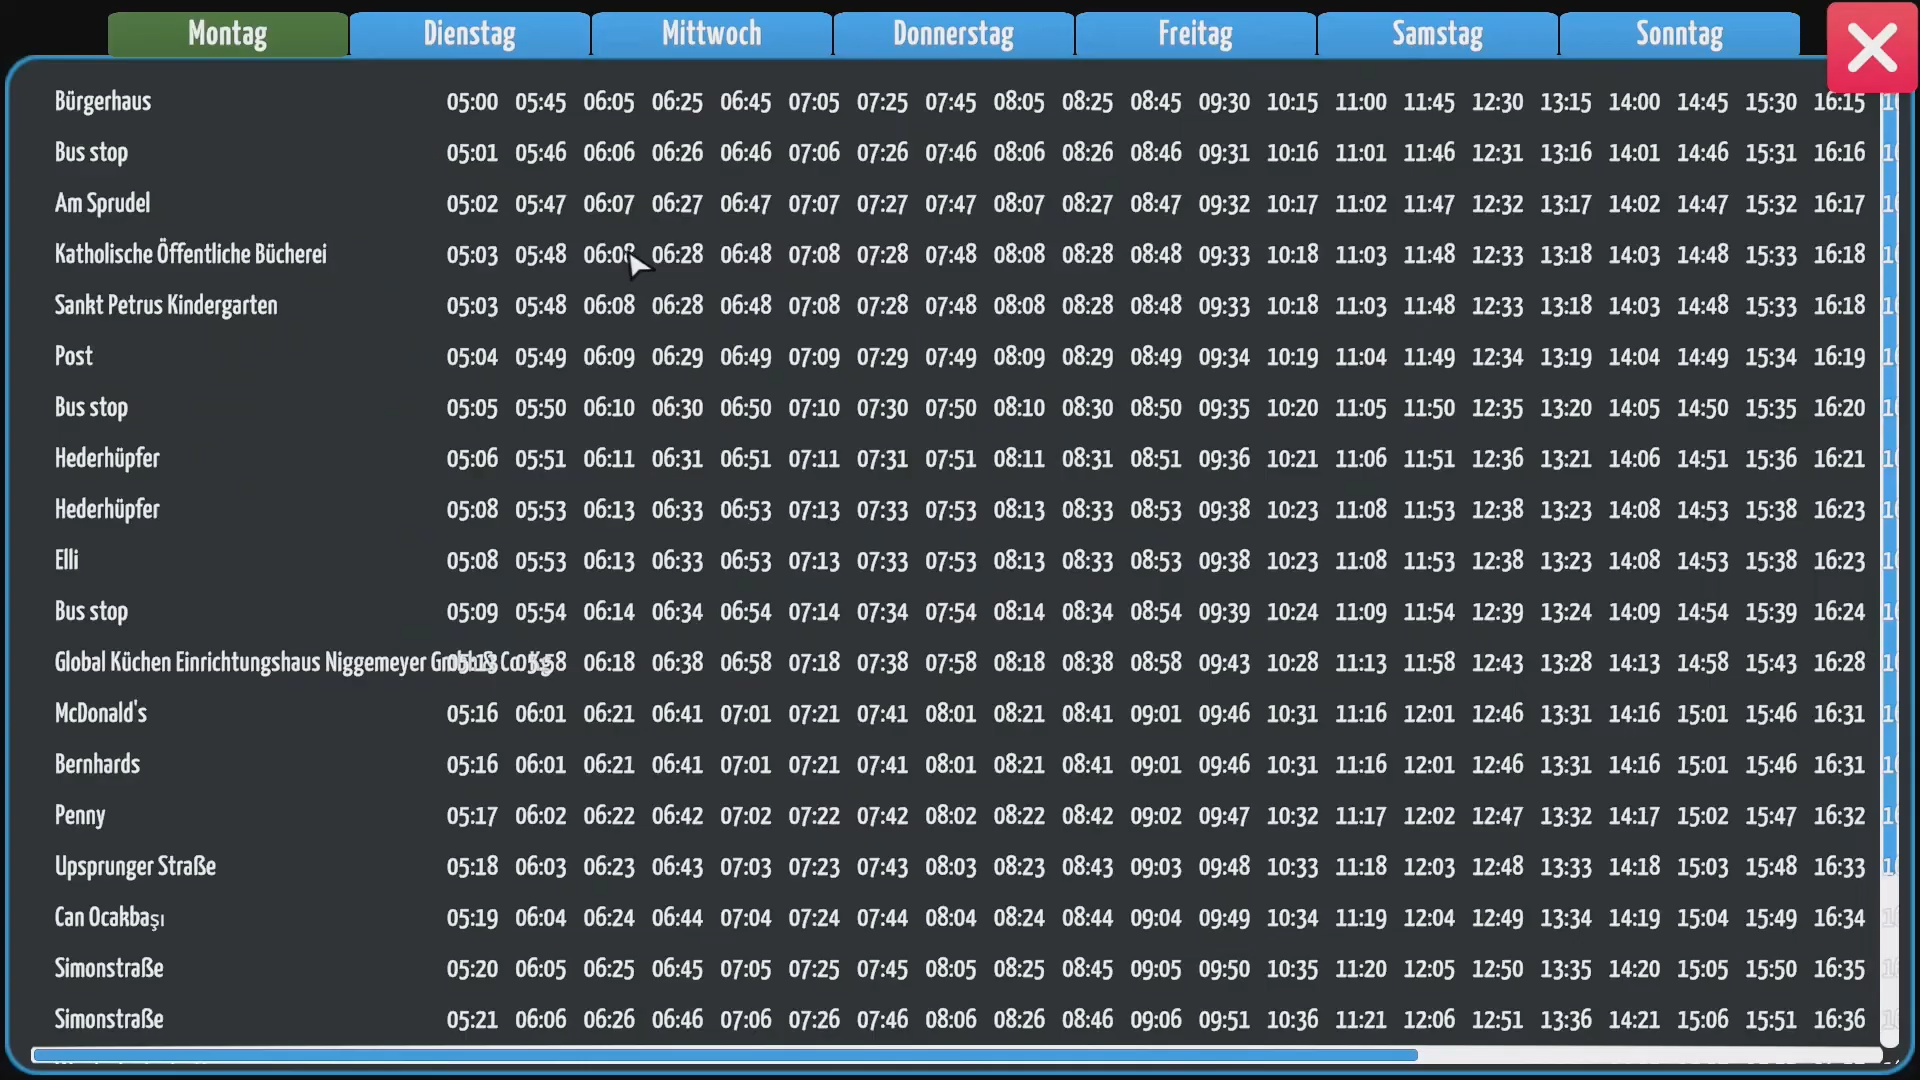 Montag Dienstag Mittwoch Donnerstag Freitag Samstag Sonntag
Bürgerhaus 05:00 05:45 06:05 06:25 06:45 07:05 07:25 07:45 08:05 08:25 08:45 09:30 10:15 11:00 11:45 12:30 13:15 14:00 14:45 15:30 16:15
Bus stop 05:01 05:46 06:06 06:26 06:46 07:06 07:26 07:46 08:06 08:26 08:46 09:31 10:16 11:01 11:46 12:31 13:16 14:01 14:46 15:31 16:16
Am Sprudel 05:02 05:47 06:07 06:27 06:47 07:07 07:27 07:47 08:07 08:27 08:47 09:32 10:17 11:02 11:47 12:32 13:17 14:02 14:47 15:32 16:17
Katholische Öffentliche Bücherei 05:03 05:48 06:08 06:28 06:48 07:08 07:28 07:48 08:08 08:28 08:48 09:33 10:18 11:03 11:48 12:33 13:18 14:03 14:48 15:33 16:18
Sankt Petrus Kindergarten 05:03 05:48 06:08 06:28 06:48 07:08 07:28 07:48 08:08 08:28 08:48 09:33 10:18 11:03 11:48 12:33 13:18 14:03 14:48 15:33 16:18
Post 05:04 05:49 06:09 06:29 06:49 07:09 07:29 07:49 08:09 08:29 08:49 09:34 10:19 11:04 11:49 12:34 13:19 14:04 14:49 15:34 16:19
Bus stop 05:05 05:50 06:10 06:30 06:50 07:10 07:30 07:50 08:10 08:30 08:50 09:35 10:20 11:05 11:50 12:35 13:20 14:05 14:50 15:35 16:20
Hederhüpfer 05:06 05:51 06:11 06:31 06:51 07:11 07:31 07:51 08:11 08:31 08:51 09:36 10:21 11:06 11:51 12:36 13:21 14:06 14:51 15:36 16:21
Hederhüpfer 05:08 05:53 06:13 06:33 06:53 07:13 07:33 07:53 08:13 08:33 08:53 09:38 10:23 11:08 11:53 12:38 13:23 14:08 14:53 15:38 16:23
Elli 05:08 05:53 06:13 06:33 06:53 07:13 07:33 07:53 08:13 08:33 08:53 09:38 10:23 11:08 11:53 12:38 13:23 14:08 14:53 15:38 16:23
Bus stop 05:09 05:54 06:14 06:34 06:54 07:14 07:34 07:54 08:14 08:34 08:54 09:39 10:24 11:09 11:54 12:39 13:24 14:09 14:54 15:39 16:24
Global Küchen Einrichtungshaus Niggemeyer GmbH & Co. Kg 05:13 05:58 06:18 06:38 06:58 07:18 07:38 07:58 08:18 08:38 08:58 09:43 10:28 11:13 11:58 12:43 13:28 14:13 14:58 15:43 16:28
McDonald's 05:16 06:01 06:21 06:41 07:01 07:21 07:41 08:01 08:21 08:41 09:01 09:46 10:31 11:16 12:01 12:46 13:31 14:16 15:01 15:46 16:31
Bernhards 05:16 06:01 06:21 06:41 07:01 07:21 07:41 08:01 08:21 08:41 09:01 09:46 10:31 11:16 12:01 12:46 13:31 14:16 15:01 15:46 16:31
Penny 05:17 06:02 06:22 06:42 07:02 07:22 07:42 08:02 08:22 08:42 09:02 09:47 10:32 11:17 12:02 12:47 13:32 14:17 15:02 15:47 16:32
Upsprunger Straße 05:18 06:03 06:23 06:43 07:03 07:23 07:43 08:03 08:23 08:43 09:03 09:48 10:33 11:18 12:03 12:48 13:33 14:18 15:03 15:48 16:33
Can Ocakbaşı 05:19 06:04 06:24 06:44 07:04 07:24 07:44 08:04 08:24 08:44 09:04 09:49 10:34 11:19 12:04 12:49 13:34 14:19 15:04 15:49 16:34
Simonstraße 05:20 06:05 06:25 06:45 07:05 07:25 07:45 08:05 08:25 08:45 09:05 09:50 10:35 11:20 12:05 12:50 13:35 14:20 15:05 15:50 16:35
Simonstraße 05:21 06:06 06:26 06:46 07:06 07:26 07:46 08:06 08:26 08:46 09:06 09:51 10:36 11:21 12:06 12:51 13:36 14:21 15:06 15:51 16:36